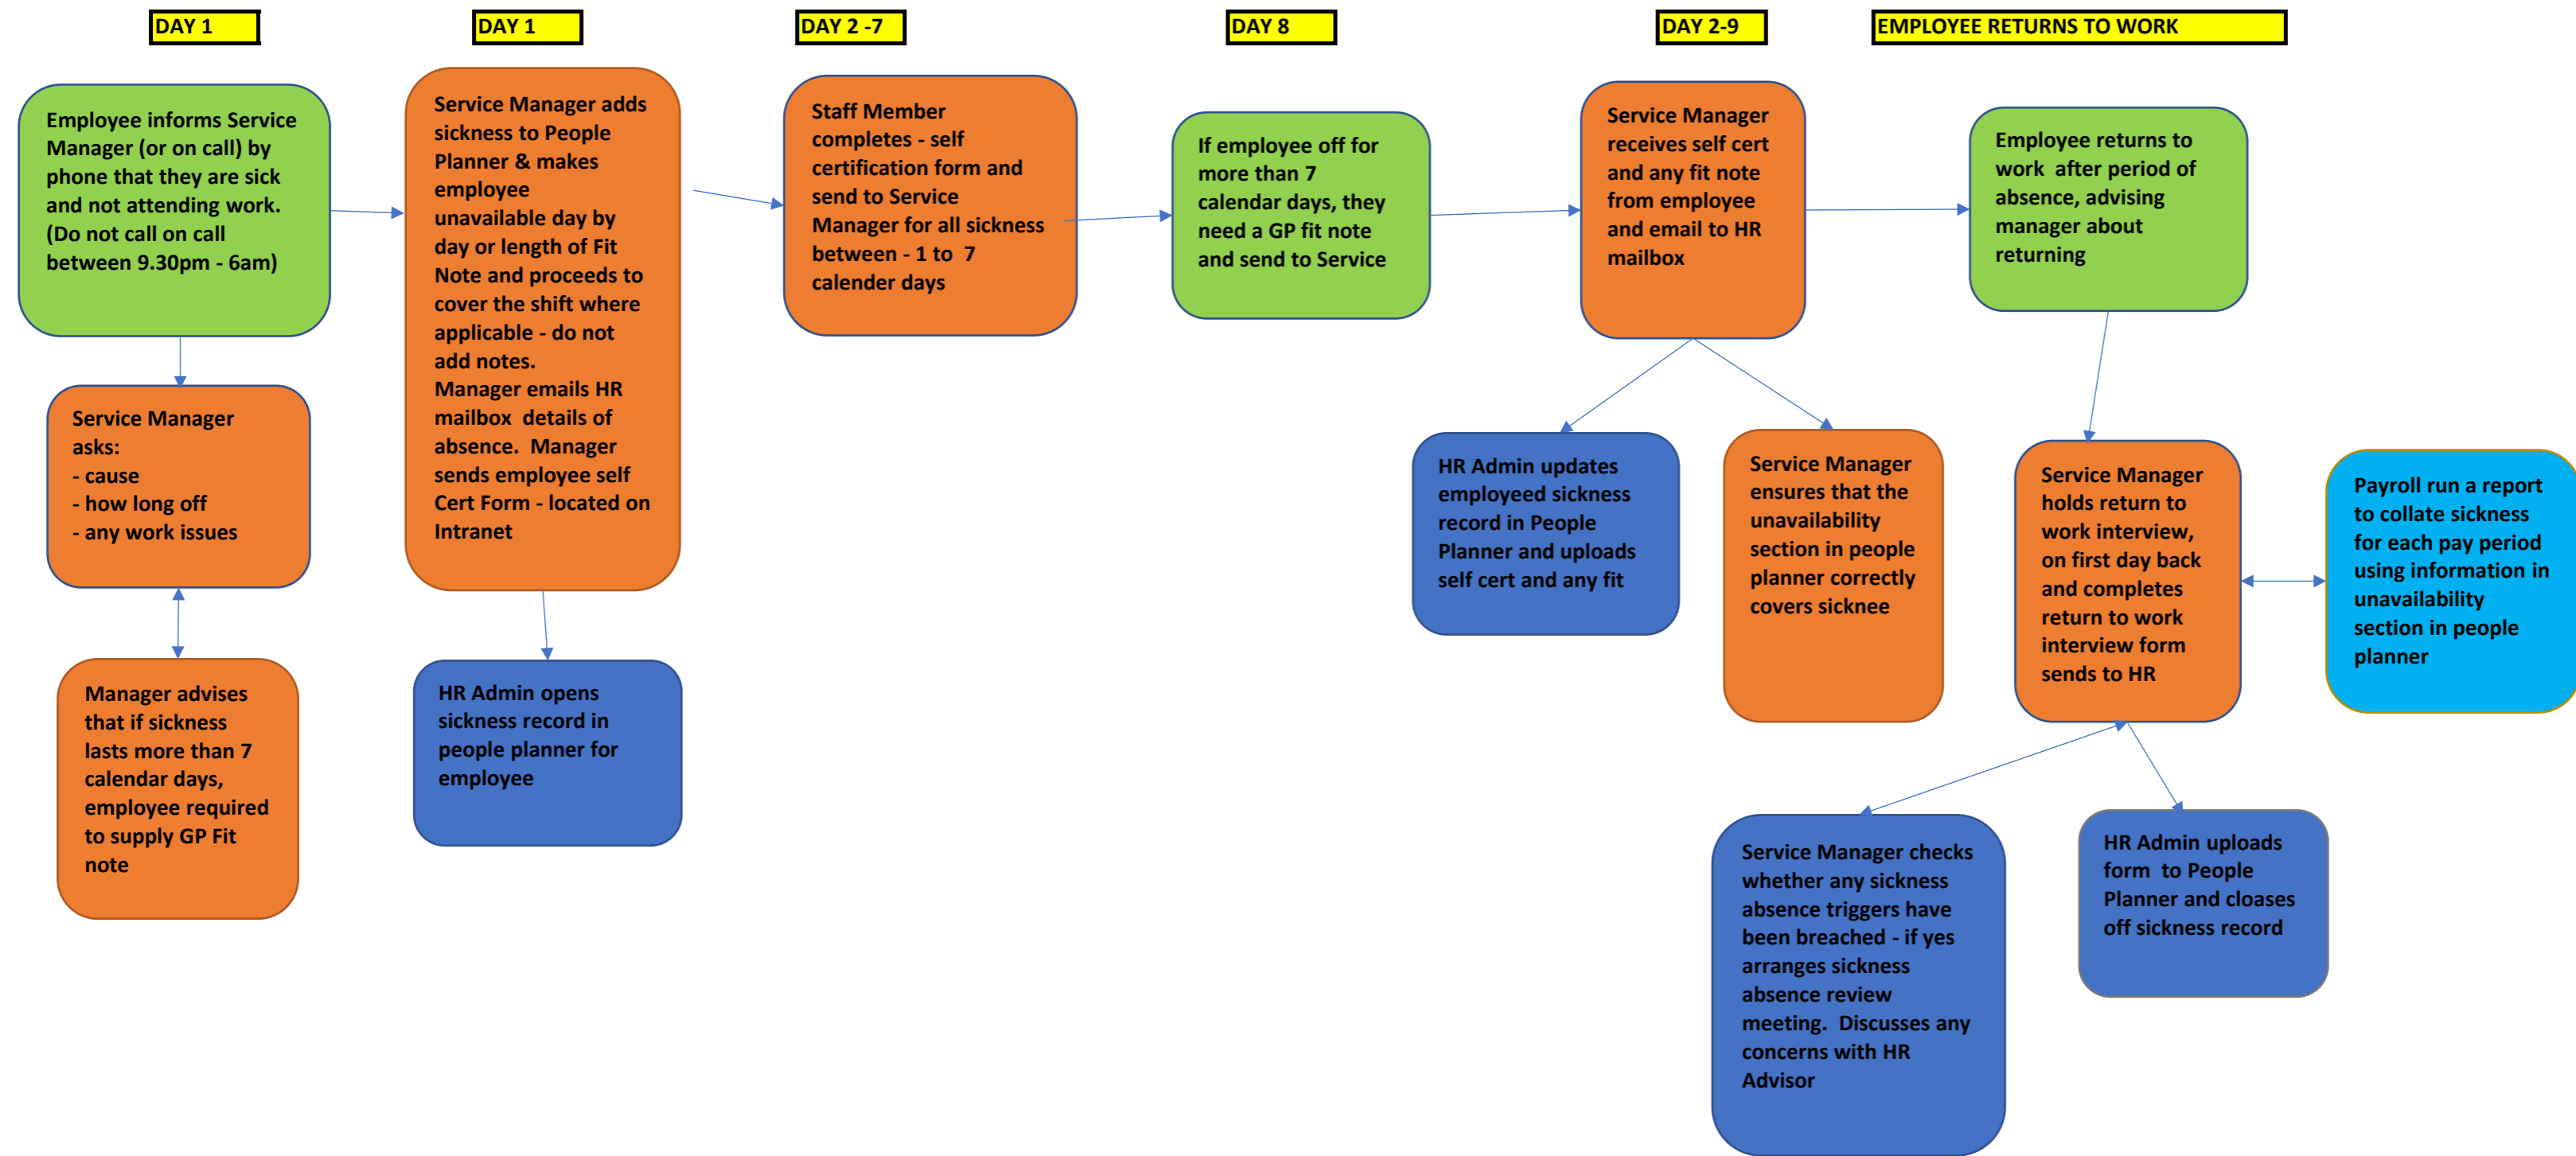 DAY 1
DAY 1
DAY 2 -7
DAY 8
DAY 2-9
EMPLOYEE RETURNS TO WORK
Employee informs Service
Manager (or on call) by
phone that they are sick
and not attending work.
(Do not call on call
between 9.30pm - 6am)
Service Manager
asks:
- cause
- how long off
- any work issues
Manager advises
that if sickness
lasts more than 7
calendar days,
employee required
to supply GP Fit
note
Service Manager adds
sickness to People
Planner & makes
employee
unavailable day by
day or length of Fit
Note and proceeds to
cover the shift where
applicable - do not
add notes.
Manager emails HR
mailbox  details of
absence.  Manager
sends employee self
Cert Form - located on
Intranet
HR Admin opens
sickness record in
people planner for
employee
Staff Member
completes - self
certification form and
send to Service
Manager for all sickness
between - 1 to  7
calender days
If employee off for
more than 7
calendar days, they
need a GP fit note
and send to Service
Service Manager
receives self cert
and any fit note
from employee
and email to HR
mailbox
HR Admin updates
employeed sickness
record in People
Planner and uploads
self cert and any fit
Service Manager
ensures that the
unavailability
section in people
planner correctly
covers sicknee
Employee returns to
work  after period of
absence, advising
manager about
returning
Service Manager
holds return to
work interview,
on first day back
and completes
return to work
interview form
sends to HR
Payroll run a report
to collate sickness
for each pay period
using information in
unavailability
section in people
planner
Service Manager checks
whether any sickness
absence triggers have
been breached - if yes
arranges sickness
absence review
meeting.  Discusses any
concerns with HR
Advisor
HR Admin uploads
form  to People
Planner and cloases
off sickness record